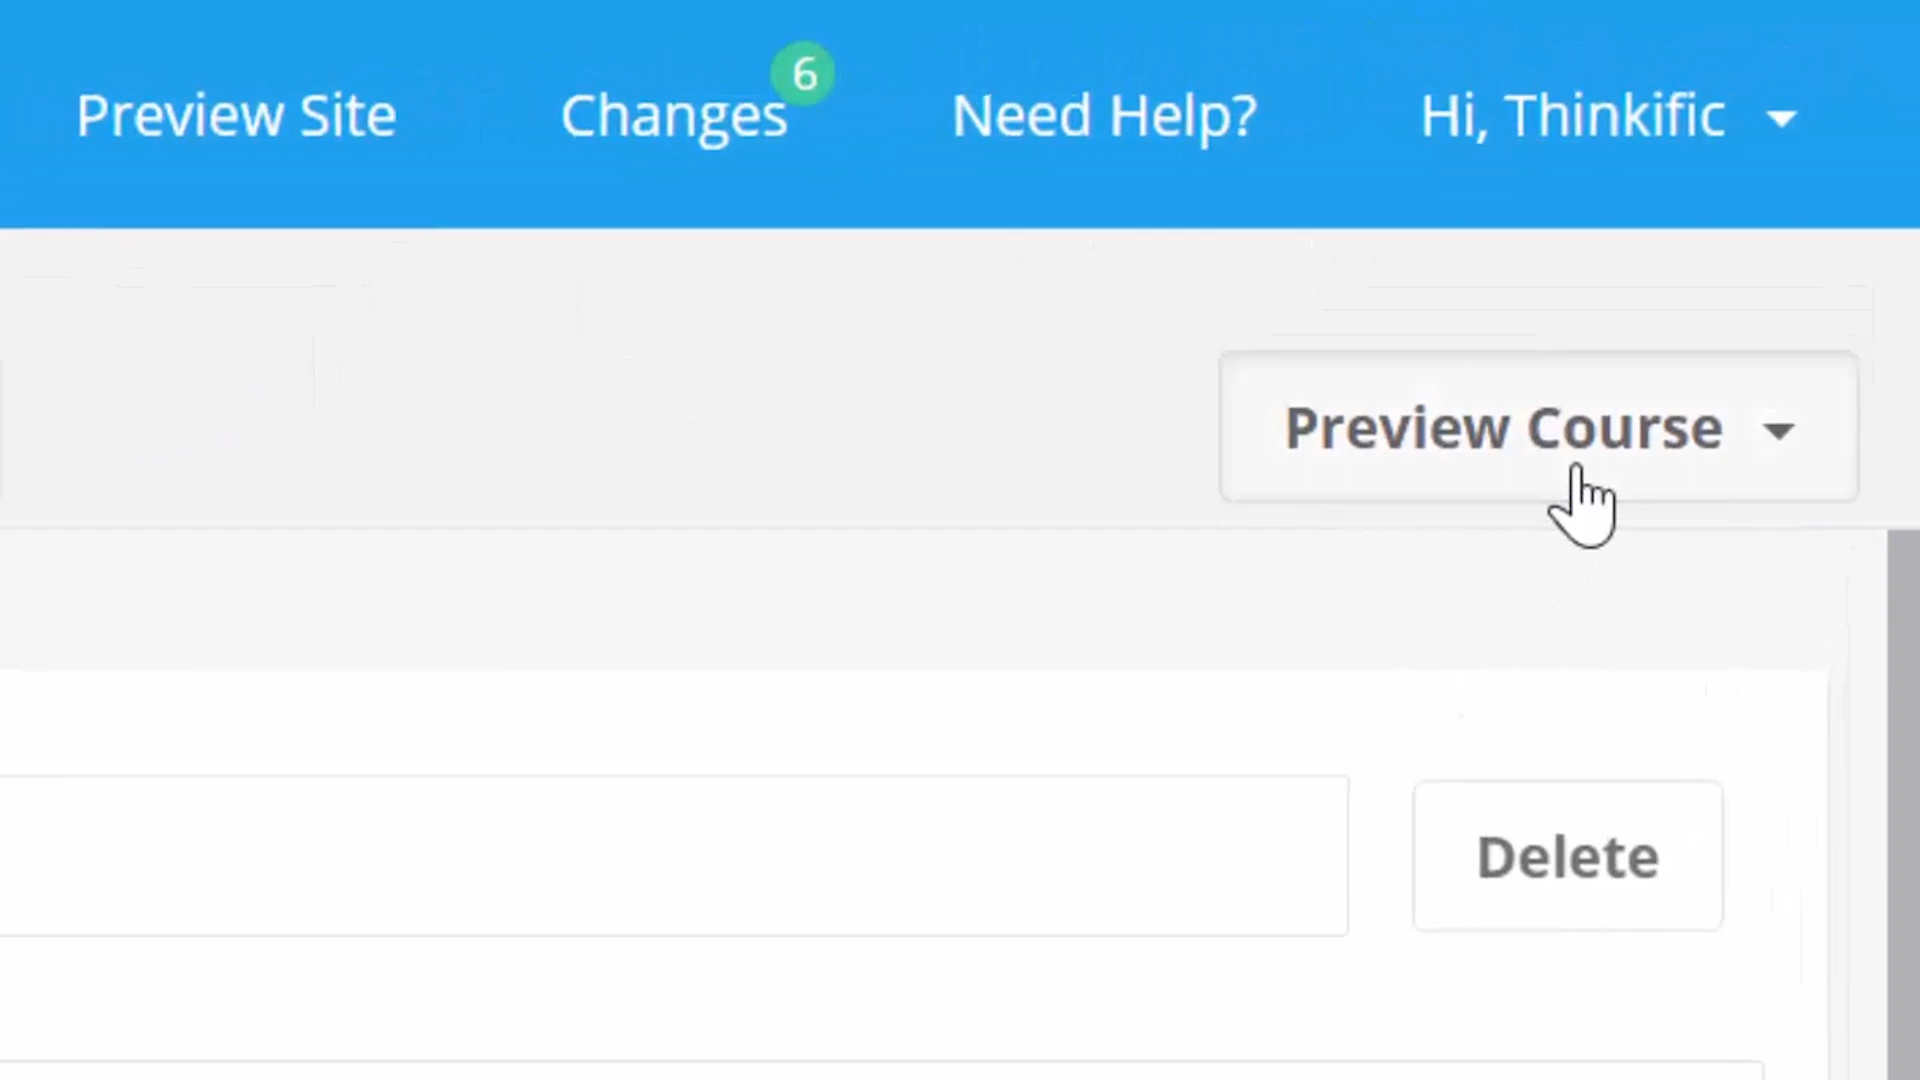 Preview Site
Changes
6
Need Help?
Hi, Thinkific
Preview Course
Delete